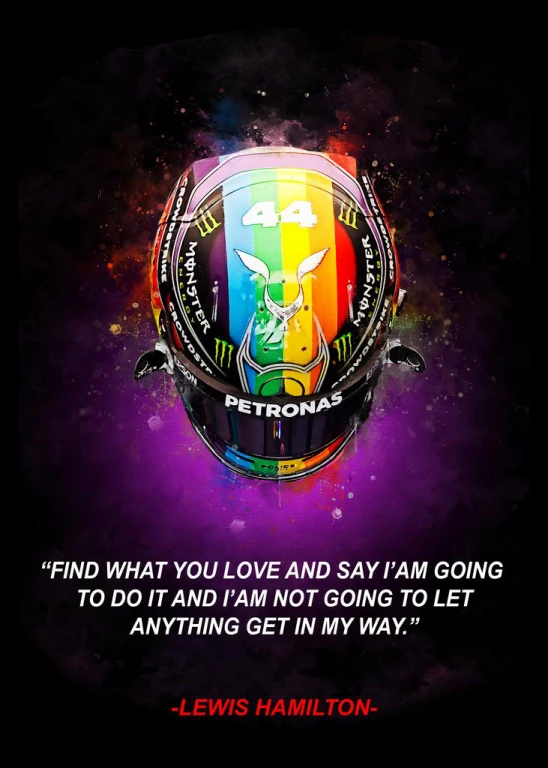 44
CROWDSTRIKE
MONSTER
MONSTER
CROWDSTRIKE
PETRONAS
“FIND WHAT YOU LOVE AND SAY I’AM GOING
TO DO IT AND I’AM NOT GOING TO LET
ANYTHING GET IN MY WAY.”
-LEWIS HAMILTON-